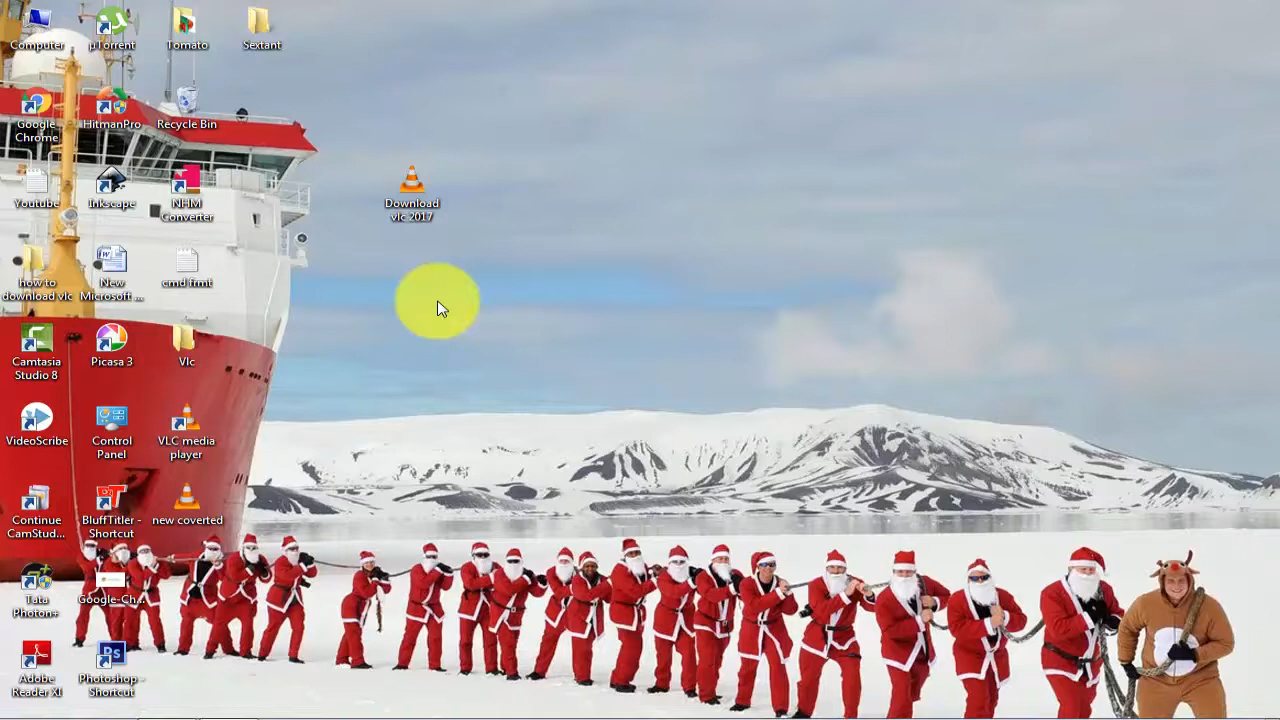 Computer
µTorrent
Tomato
Sextant
Google
Chrome
HitmanPro
Recycle Bin
Youtube
Inkscape
NHM
Converter
Download
vlc 2017
how to
download vlc
New
Microsoft ...
cmd frmt
Camtasia
Studio 8
Picasa 3
Vlc
VideoScribe
Control
Panel
VLC media
player
Continue
CamStud...
BluffTitler -
Shortcut
new coverted
Tata
Photon+
Google-Ch...
Adobe
Reader XI
Photoshop -
Shortcut